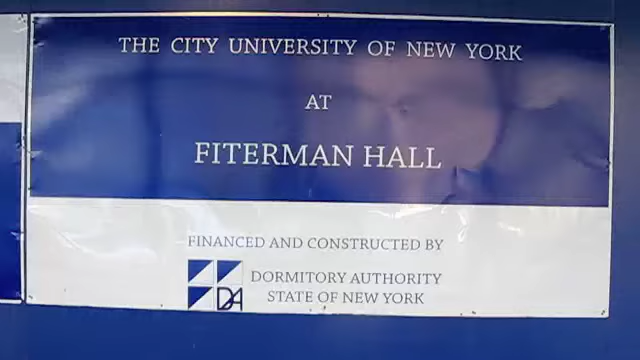 THE CITY UNIVERSITY OF NEW YORK
AT
FITERMAN HALL
FINANCED AND CONSTRUCTED BY
DA
DORMITORY AUTHORITY
STATE OF NEW YORK